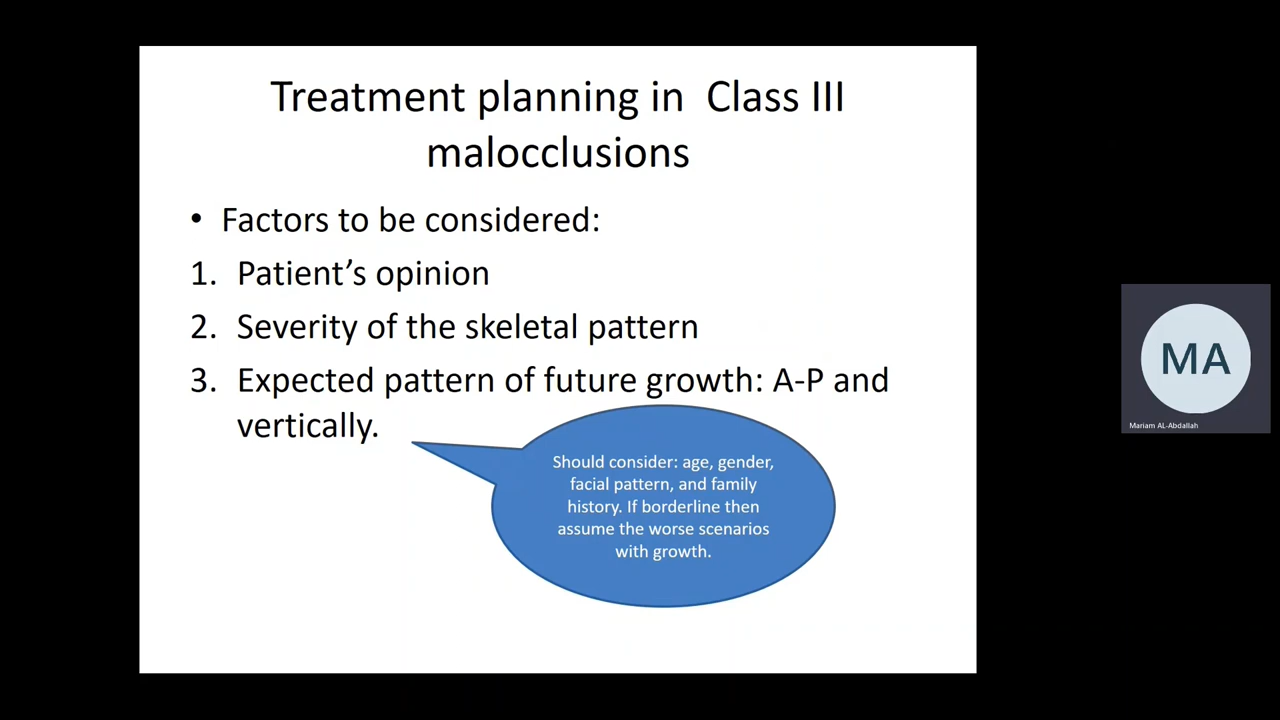 Treatment planning in Class III
malocclusions
• Factors to be considered:
1. Patient’s opinion
2. Severity of the skeletal pattern
3. Expected pattern of future growth: A-P and
vertically.
Should consider: age, gender,
facial pattern, and family
history. If borderline then
assume the worse scenarios
with growth.
MA
Mariam AL-Abdallah